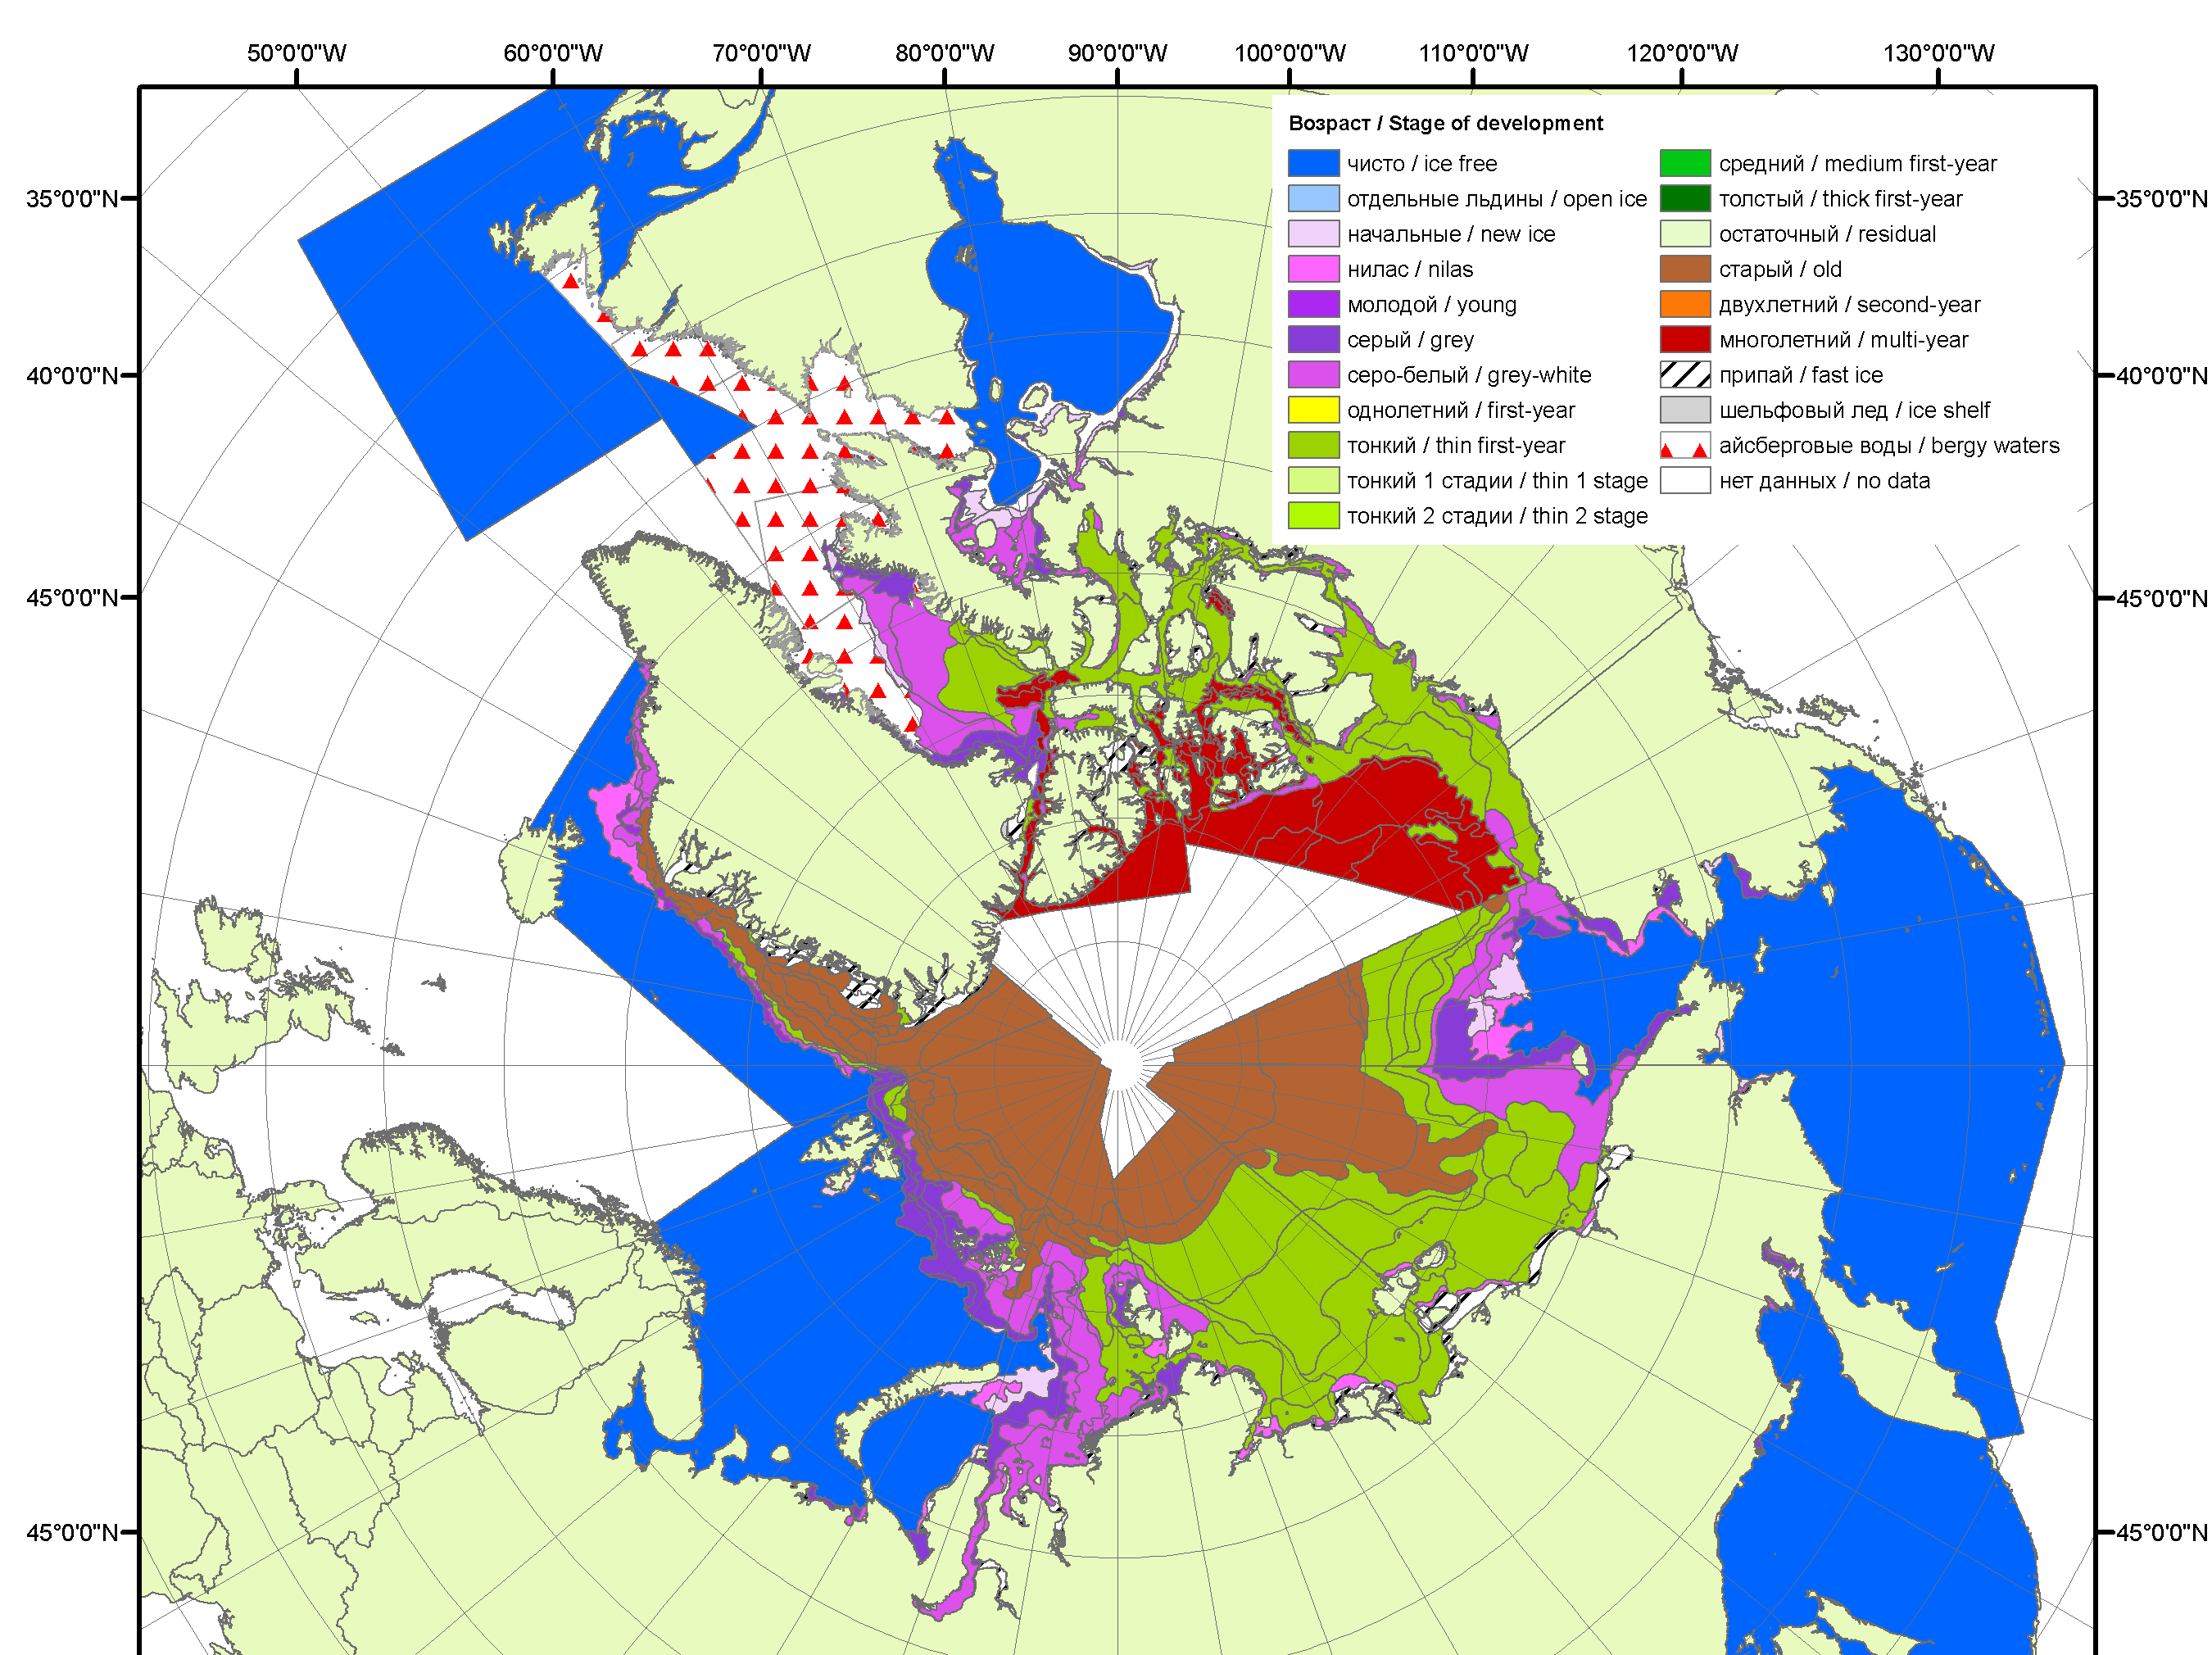 50°0'0"W 60°0'0"W 70°0'0"W 80°0'0"W 90°0'0"W 100°0'0"W 110°0'0"W 120°0'0"W 130°0'0"W
Возраст / Stage of development
чисто / ice free
отдельные льдины / open ice
начальные / new ice
нилас / nilas
молодой / young
серый / grey
серо-белый / grey-white
однолетний / first-year
тонкий / thin first-year
тонкий 1 стадии / thin 1 stage
тонкий 2 стадии / thin 2 stage
средний / medium first-year
толстый / thick first-year
остаточный / residual
старый / old
двухлетний / second-year
многолетний / multi-year
припай / fast ice
шельфовый лед / ice shelf
айсберговые воды / bergy waters
нет данных / no data
35°0'0"N 35°0'0"N
40°0'0"N 40°0'0"N
45°0'0"N 45°0'0"N
45°0'0"N 45°0'0"N